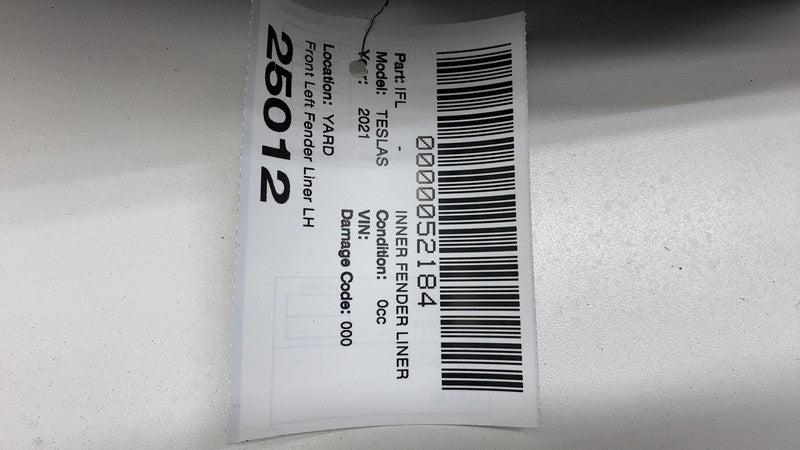 0000052184
Part: IFL - INNER FENDER LINER
Model: TESLAS Condition: 0cc
Year: 2021 VIN:
Damage Code: 000
Location: YARD
Front Left Fender Liner LH
25012